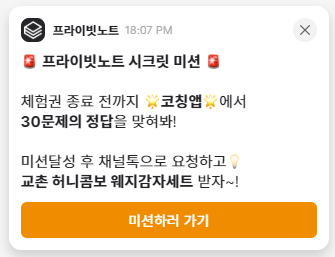 프라이빗노트 18:07 PM
🚨 프라이빗노트 시크릿 미션 🚨
체험권 종료 전까지 🌟코칭앱🌟에서
30문제의 정답을 맞혀봐!
미션달성 후 채널톡으로 요청하고💡
교촌 허니콤보 웨지감자세트 받자~!
미션하러 가기